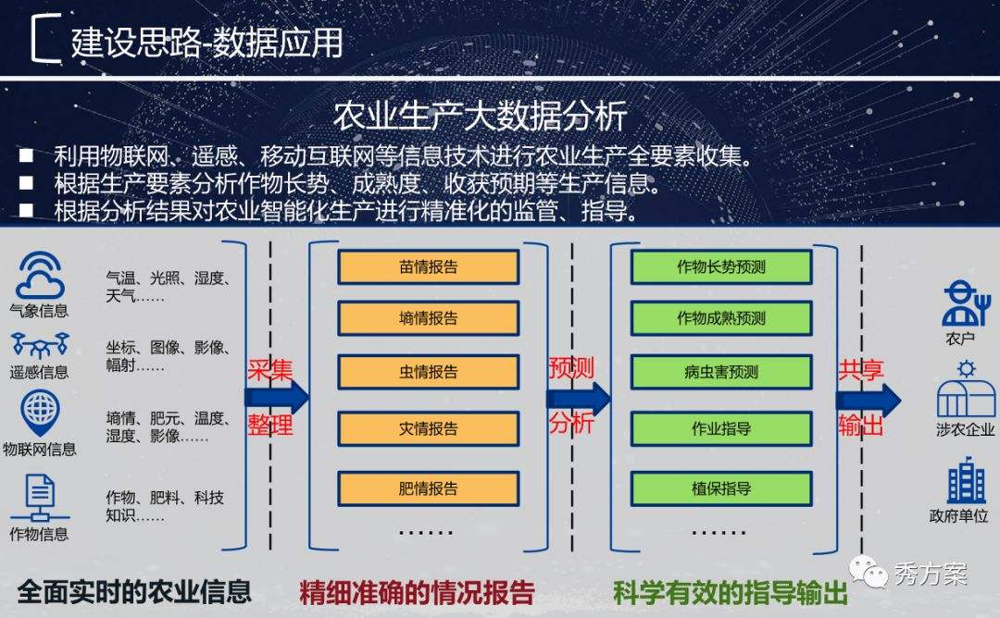 建设思路-数据应用
农业生产大数据分析
■ 利用物联网、遥感、移动互联网等信息技术进行农业生产全要素收集。
■ 根据生产要素分析作物长势、成熟度、收获预期等生产信息。
■ 根据分析结果对农业智能化生产进行精准化的监管、指导。
气象信息
气温、光照、湿度、
天气……
遥感信息
坐标、图像、影像、
幅射……
物联网信息
墒情、肥元、温度、
湿度、影像……
作物信息
作物、肥料、科技
知识……
采集
整理
苗情报告
墒情报告
虫情报告
灾情报告
肥情报告
……
预测
分析
作物长势预测
作物成熟预测
病虫害预测
作业指导
植保指导
……
共享
输出
农户
涉农企业
政府单位
全面实时的农业信息
精细准确的情况报告
科学有效的指导输出
秀方案